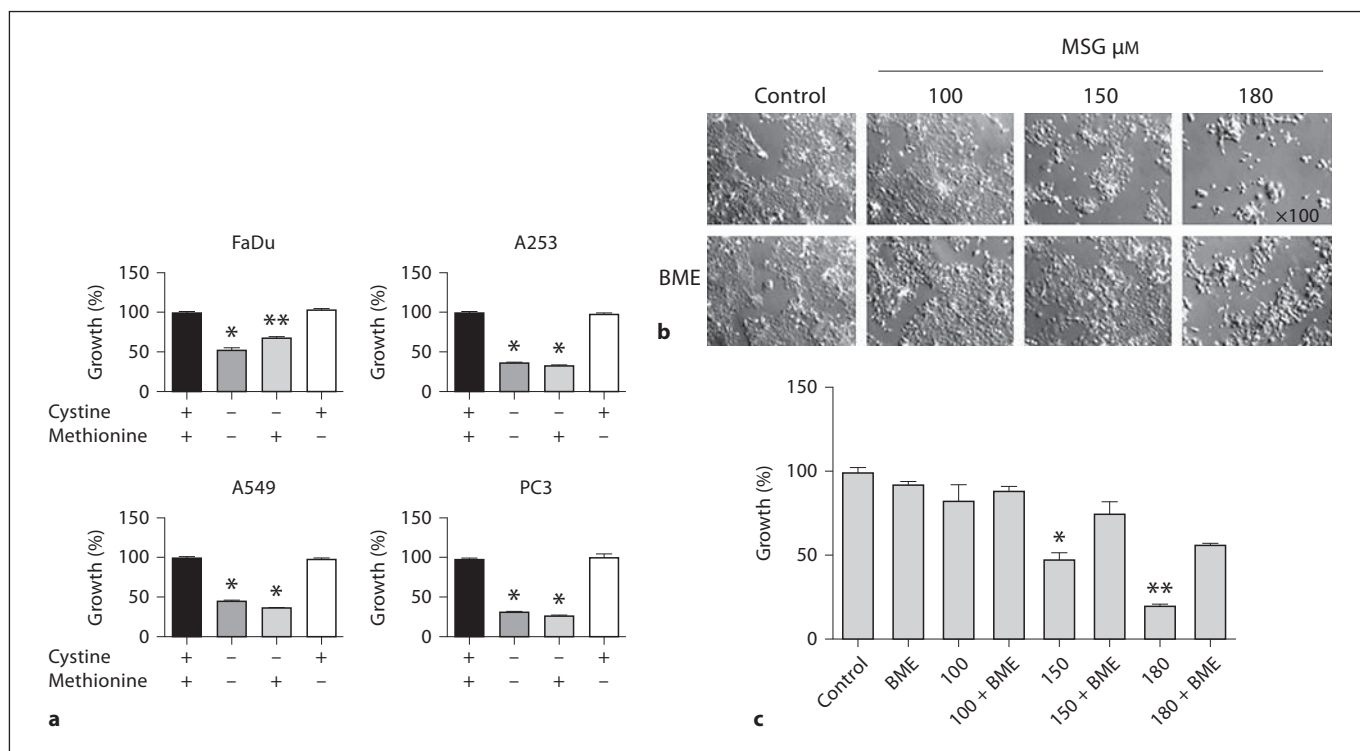 FaDu
150
100
50
0
Growth (%)
* **
Cystine + – – +
Methionine + – + –
A253
150
100
50
0
Growth (%)
* *
Cystine + – – +
Methionine + – + –
A549
150
100
50
0
Growth (%)
* *
Cystine + – – +
Methionine + – + –
PC3
150
100
50
0
Growth (%)
* *
Cystine + – – +
Methionine + – + –
a
MSG μM
Control 100 150 180
×100
BME
b
150
100
50
0
Growth (%)
* **
Control BME 100 100 + BME 150 150 + BME 180 180 + BME
c